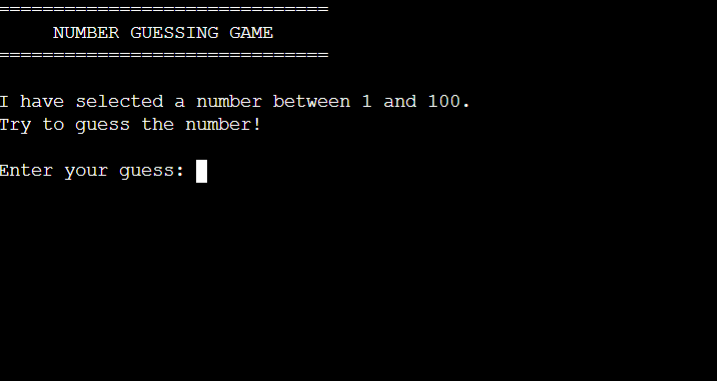 ==============================
NUMBER GUESSING GAME
==============================
I have selected a number between 1 and 100.
Try to guess the number!
Enter your guess: